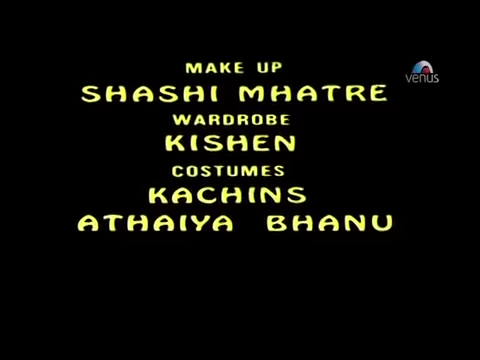 venus
MAKE UP
SHASHI MHATRE
WARDROBE
KISHEN
COSTUMES
KACHINS
ATHAIYA BHANU